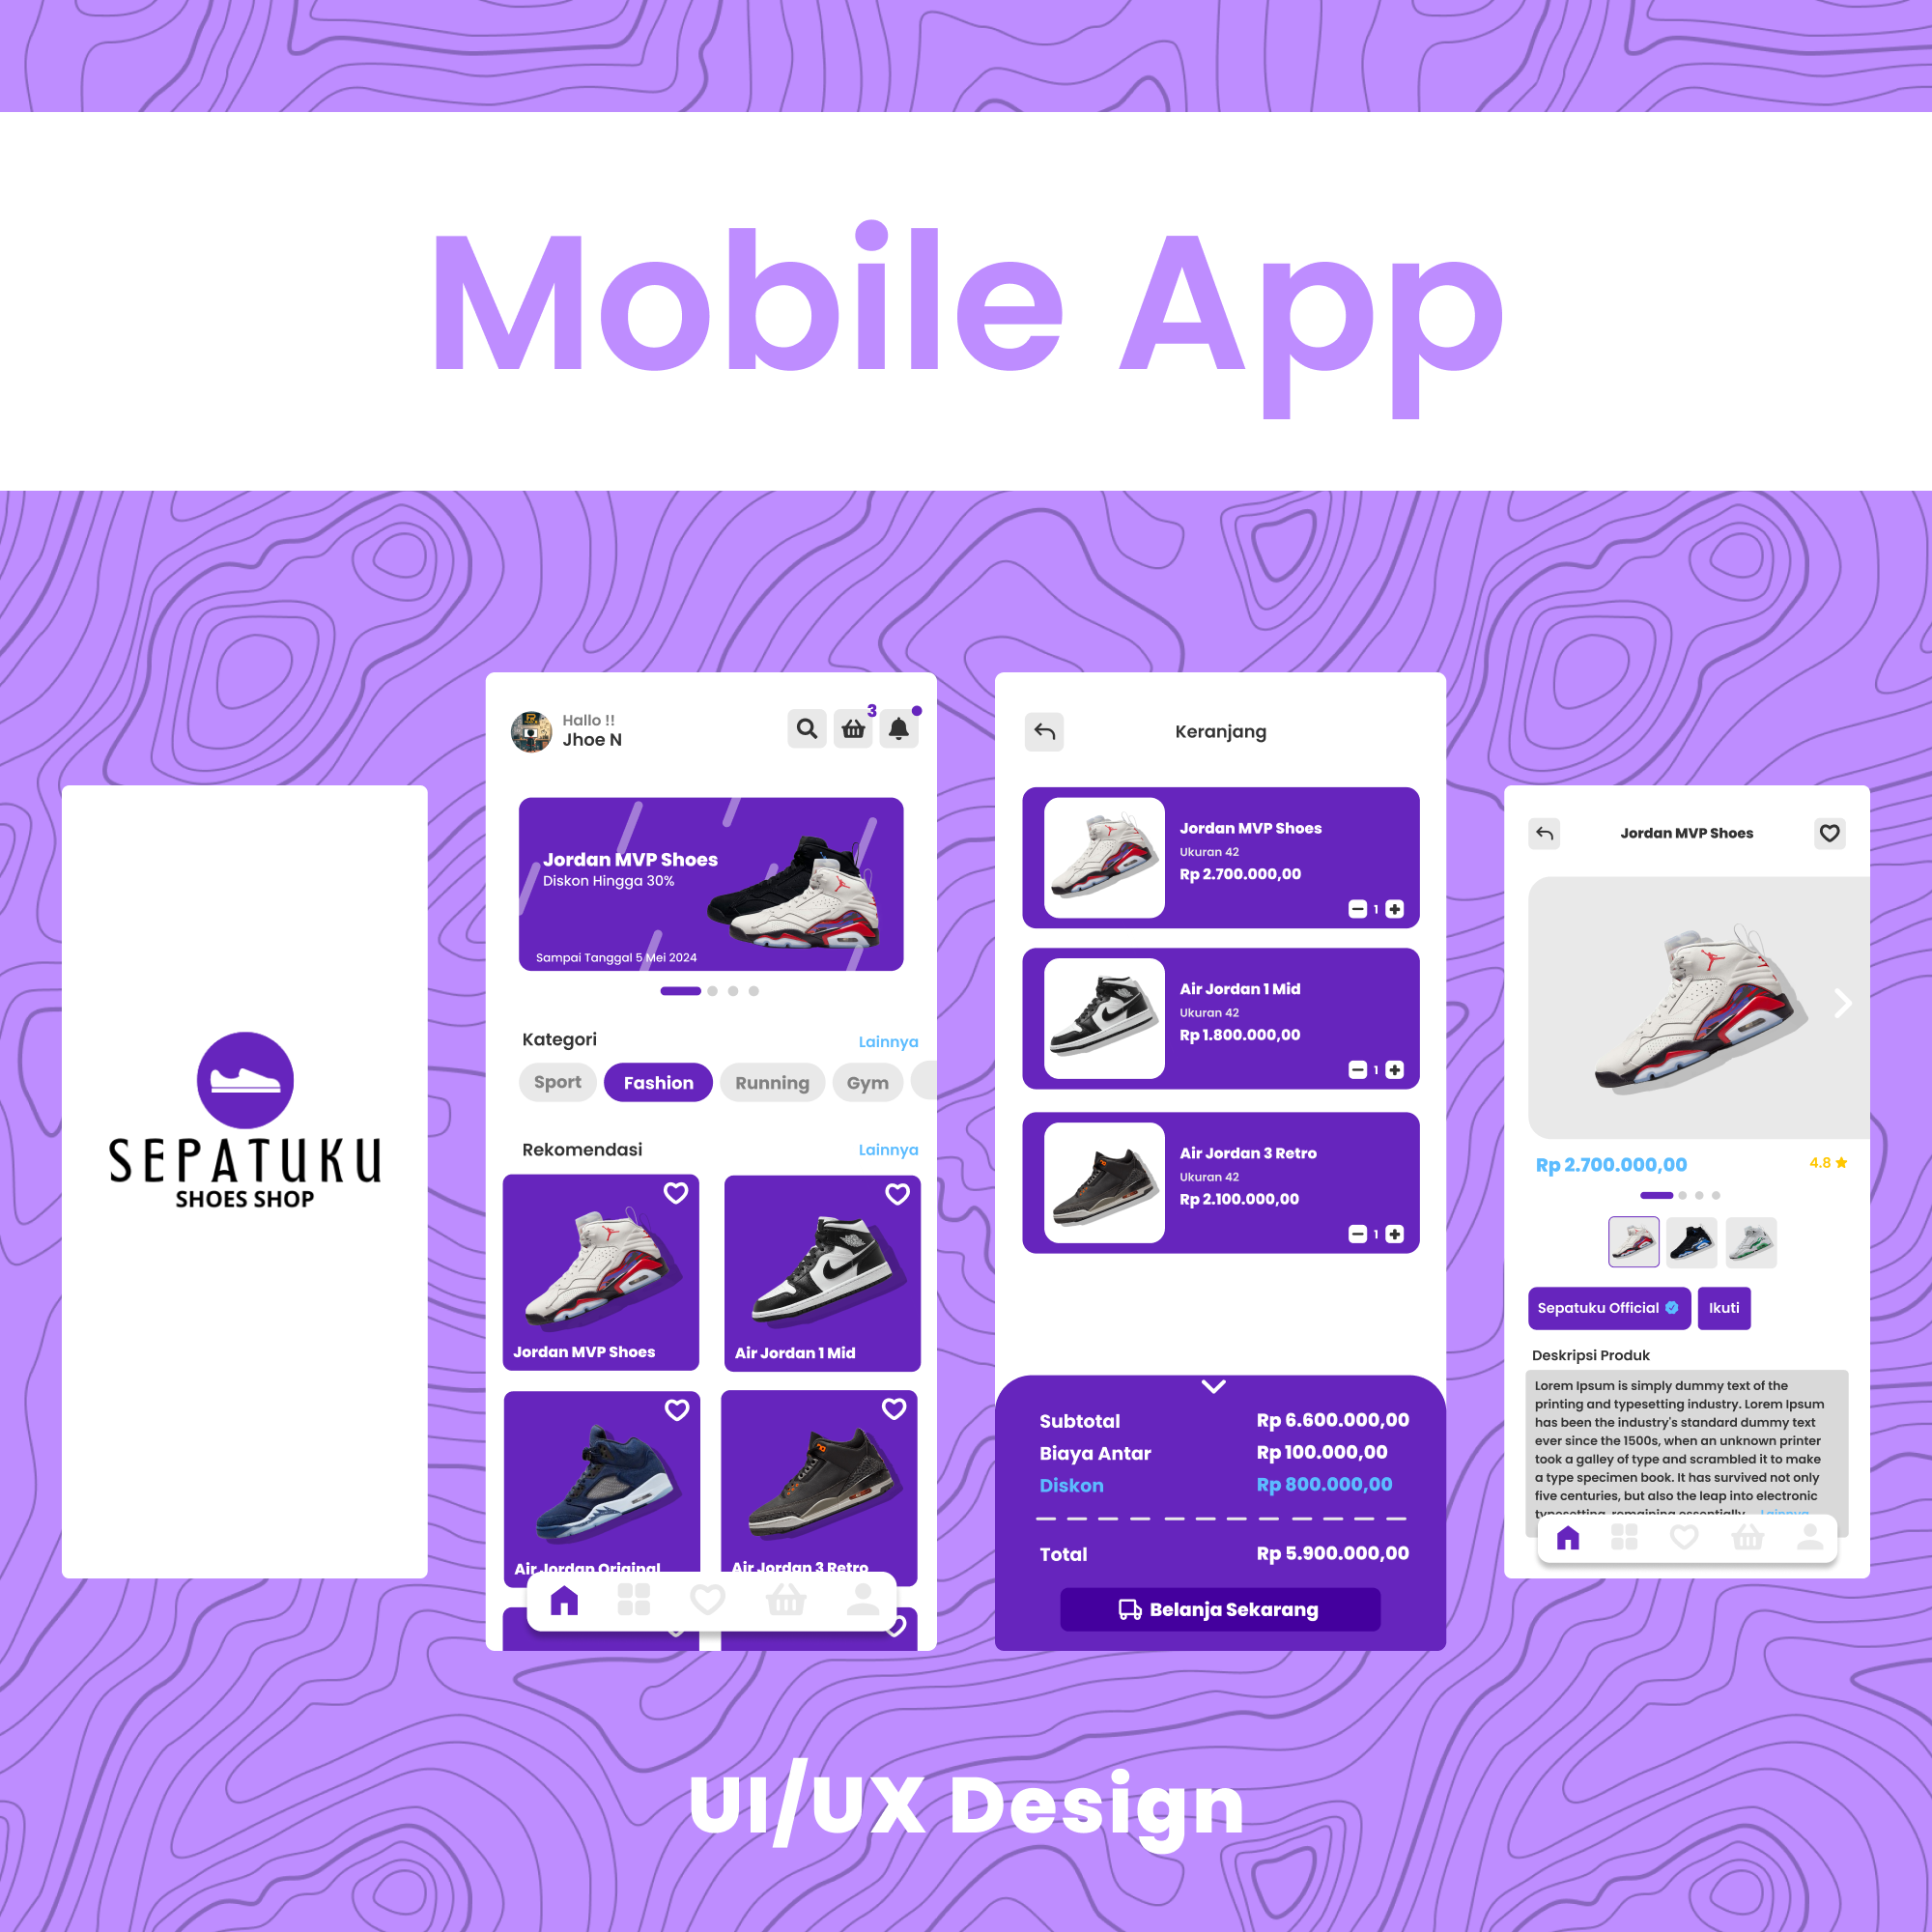 Mobile App
SEPATUKU
SHOES SHOP
Hallo !!
Jhoe N
3
Jordan MVP Shoes
Diskon Hingga 30%
Sampai Tanggal 5 Mei 2024
Kategori
Lainnya
Sport
Fashion
Running
Gym
Rekomendasi
Lainnya
Jordan MVP Shoes
Air Jordan 1 Mid
Air Jordan Original
Air Jordan 3 Retro
Keranjang
Jordan MVP Shoes
Ukuran 42
Rp 2.700.000,00
1
Air Jordan 1 Mid
Ukuran 42
Rp 1.800.000,00
1
Air Jordan 3 Retro
Ukuran 42
Rp 2.100.000,00
1
Subtotal Rp 6.600.000,00
Biaya Antar Rp 100.000,00
Diskon Rp 800.000,00
Total Rp 5.900.000,00
Belanja Sekarang
Jordan MVP Shoes
Rp 2.700.000,00
4.8
Sepatuku Official
Ikuti
Deskripsi Produk
Lorem Ipsum is simply dummy text of the
printing and typesetting industry. Lorem Ipsum
has been the industry's standard dummy text
ever since the 1500s, when an unknown printer
took a galley of type and scrambled it to make
a type specimen book. It has survived not only
five centuries, but also the leap into electronic
typesetting, remaining essentially... Lainnya
UI/UX Design